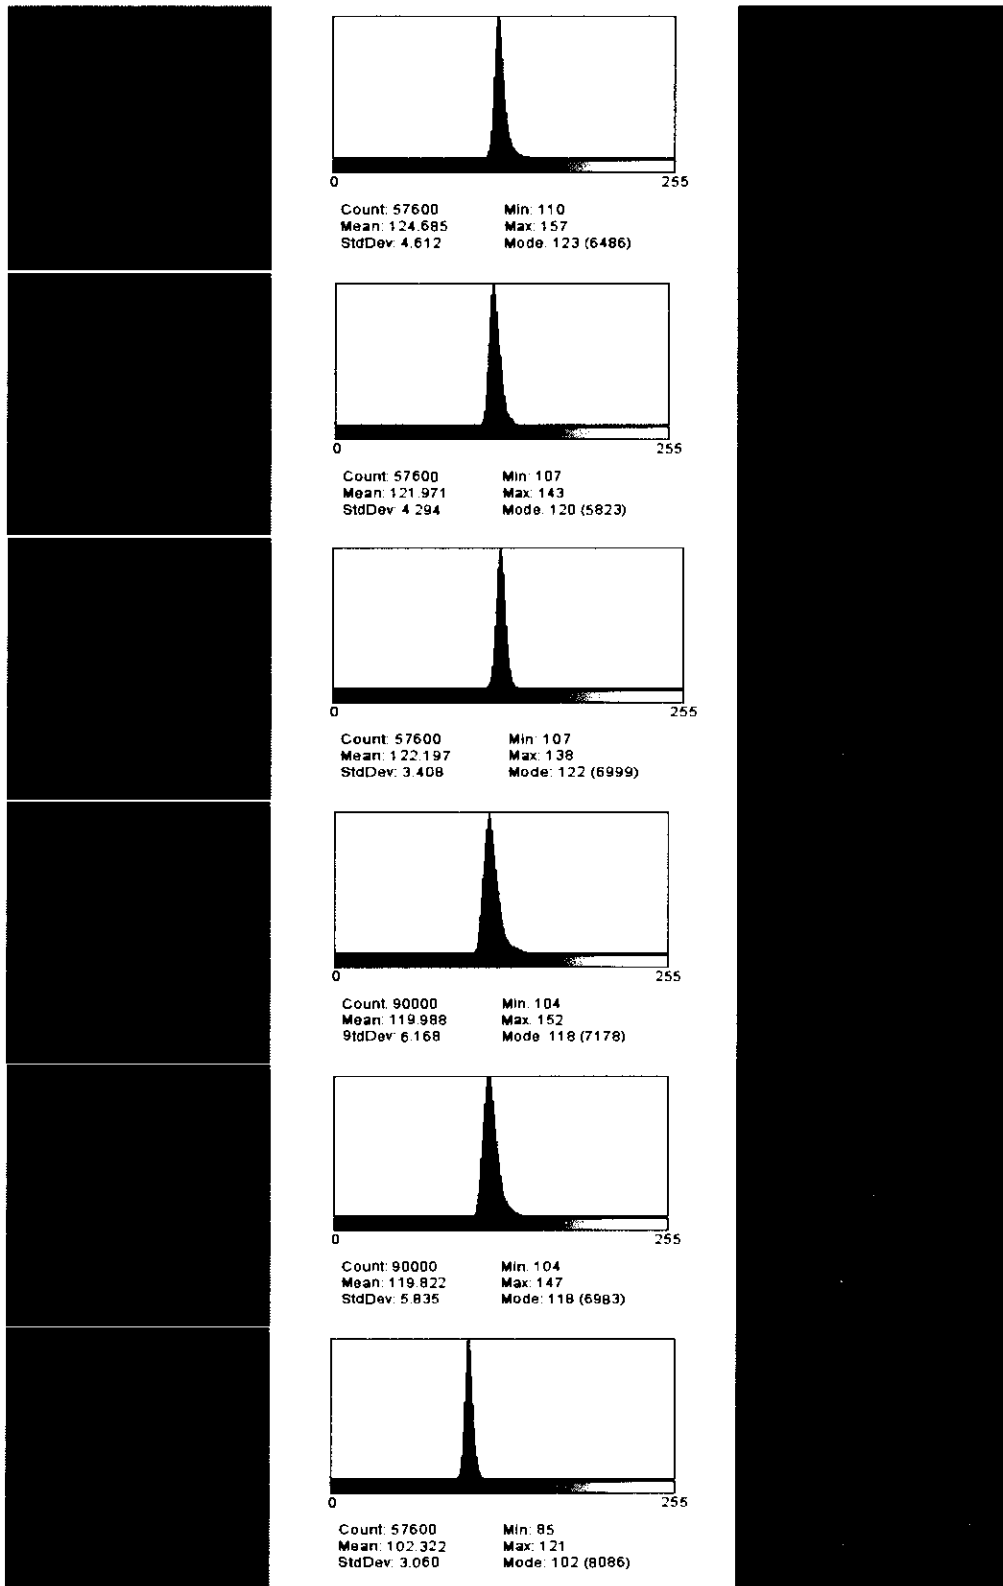 0 255
Count: 57600 Min: 110
Mean: 124.685 Max: 157
StdDev: 4.612 Mode: 123 (6486)
0 255
Count: 57600 Min: 107
Mean: 121.971 Max: 143
StdDev: 4.294 Mode: 120 (5823)
0 255
Count: 57600 Min: 107
Mean: 122.197 Max: 138
StdDev: 3.408 Mode: 122 (6999)
0 255
Count: 90000 Min: 104
Mean: 119.988 Max: 152
StdDev: 6.168 Mode: 118 (7178)
0 255
Count: 90000 Min: 104
Mean: 119.822 Max: 147
StdDev: 5.835 Mode: 118 (6983)
0 255
Count: 57600 Min: 85
Mean: 102.322 Max: 121
StdDev: 3.060 Mode: 102 (8086)